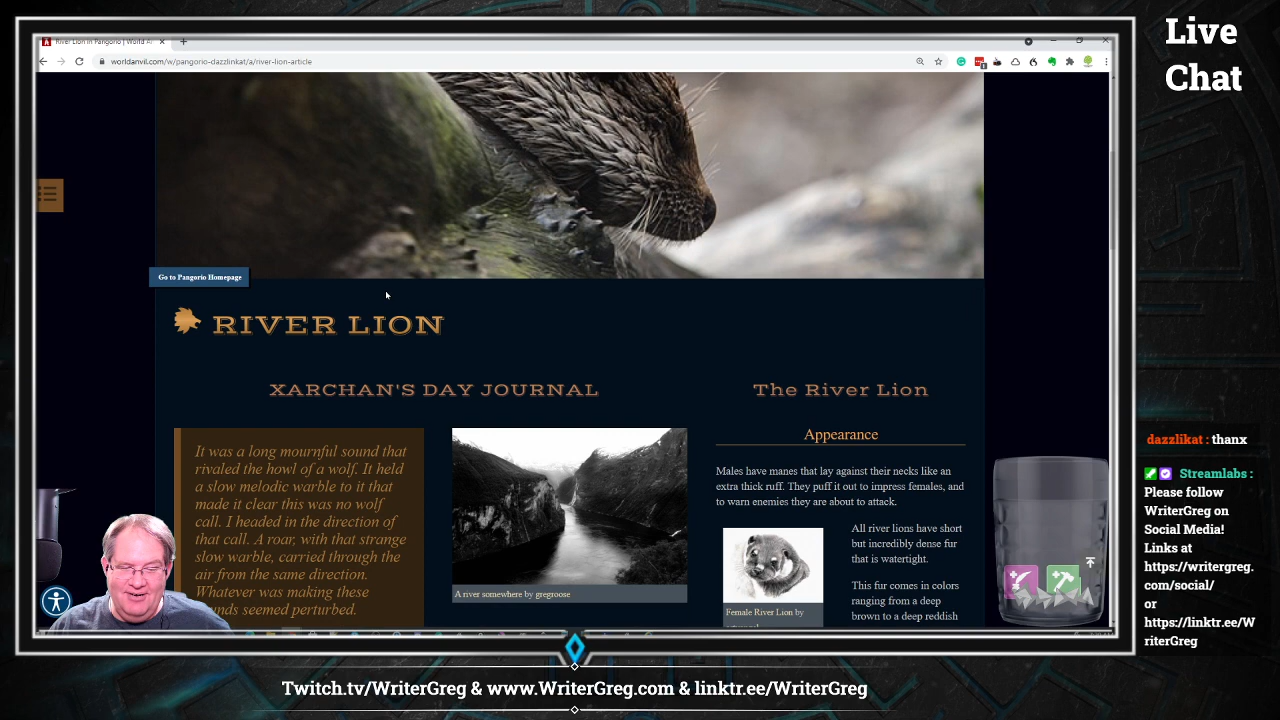 River Lion in Pangorio | World A
worldanvil.com/w/pangorio-dazzlinkat/a/river-lion-article
Go to Pangorio Homepage
RIVER LION
XARCHAN'S DAY JOURNAL
It was a long mournful sound that
rivaled the howl of a wolf. It held
a slow melodic warble to it that
made it clear this was no wolf
call. I headed in the direction of
that call. A roar, with that strange
slow warble, carried through the
air from the same direction.
Whatever was making these
seemed perturbed.
A river somewhere by gregroose
The River Lion
Appearance
Males have manes that lay against their necks like an
extra thick ruff. They puff it out to impress females, and
to warn enemies they are about to attack.
All river lions have short
but incredibly dense fur
that is watertight.
This fur comes in colors
ranging from a deep
brown to a deep reddish
Female River Lion by
Live
Chat
dazzlikat : thanx
Streamlabs :
Please follow
WriterGreg on
Social Media!
Links at
https://writergreg.
com/social/
or
https://linktr.ee/W
riterGreg
Twitch.tv/WriterGreg & www.WriterGreg.com & linktr.ee/WriterGreg